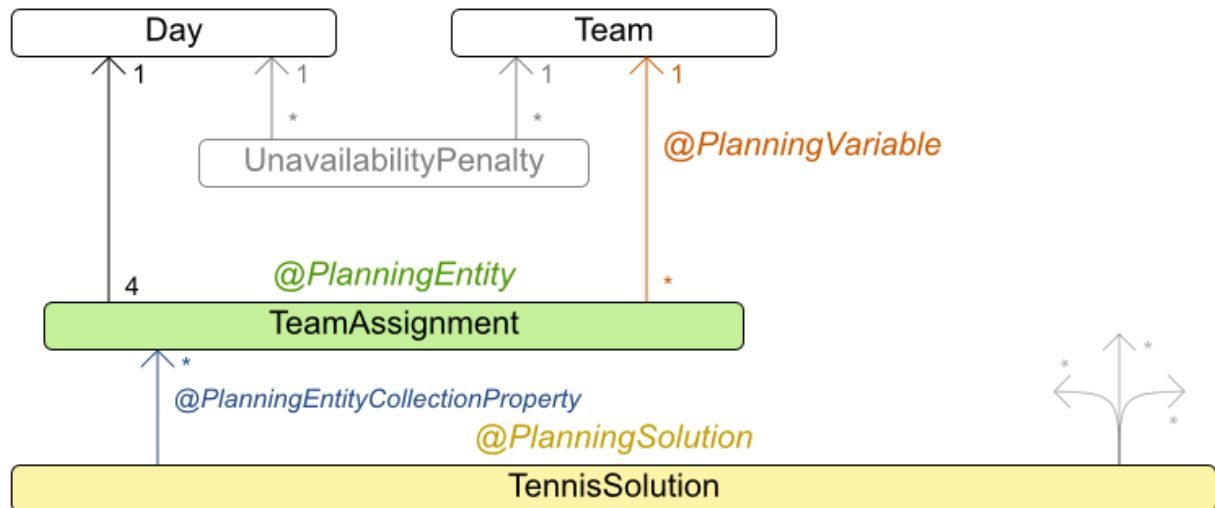 Day
Team
1
1
1
1
*
*
@PlanningVariable
UnavailabilityPenalty
@PlanningEntity
4
*
TeamAssignment
*
*
*
@PlanningEntityCollectionProperty
*
@PlanningSolution
TennisSolution